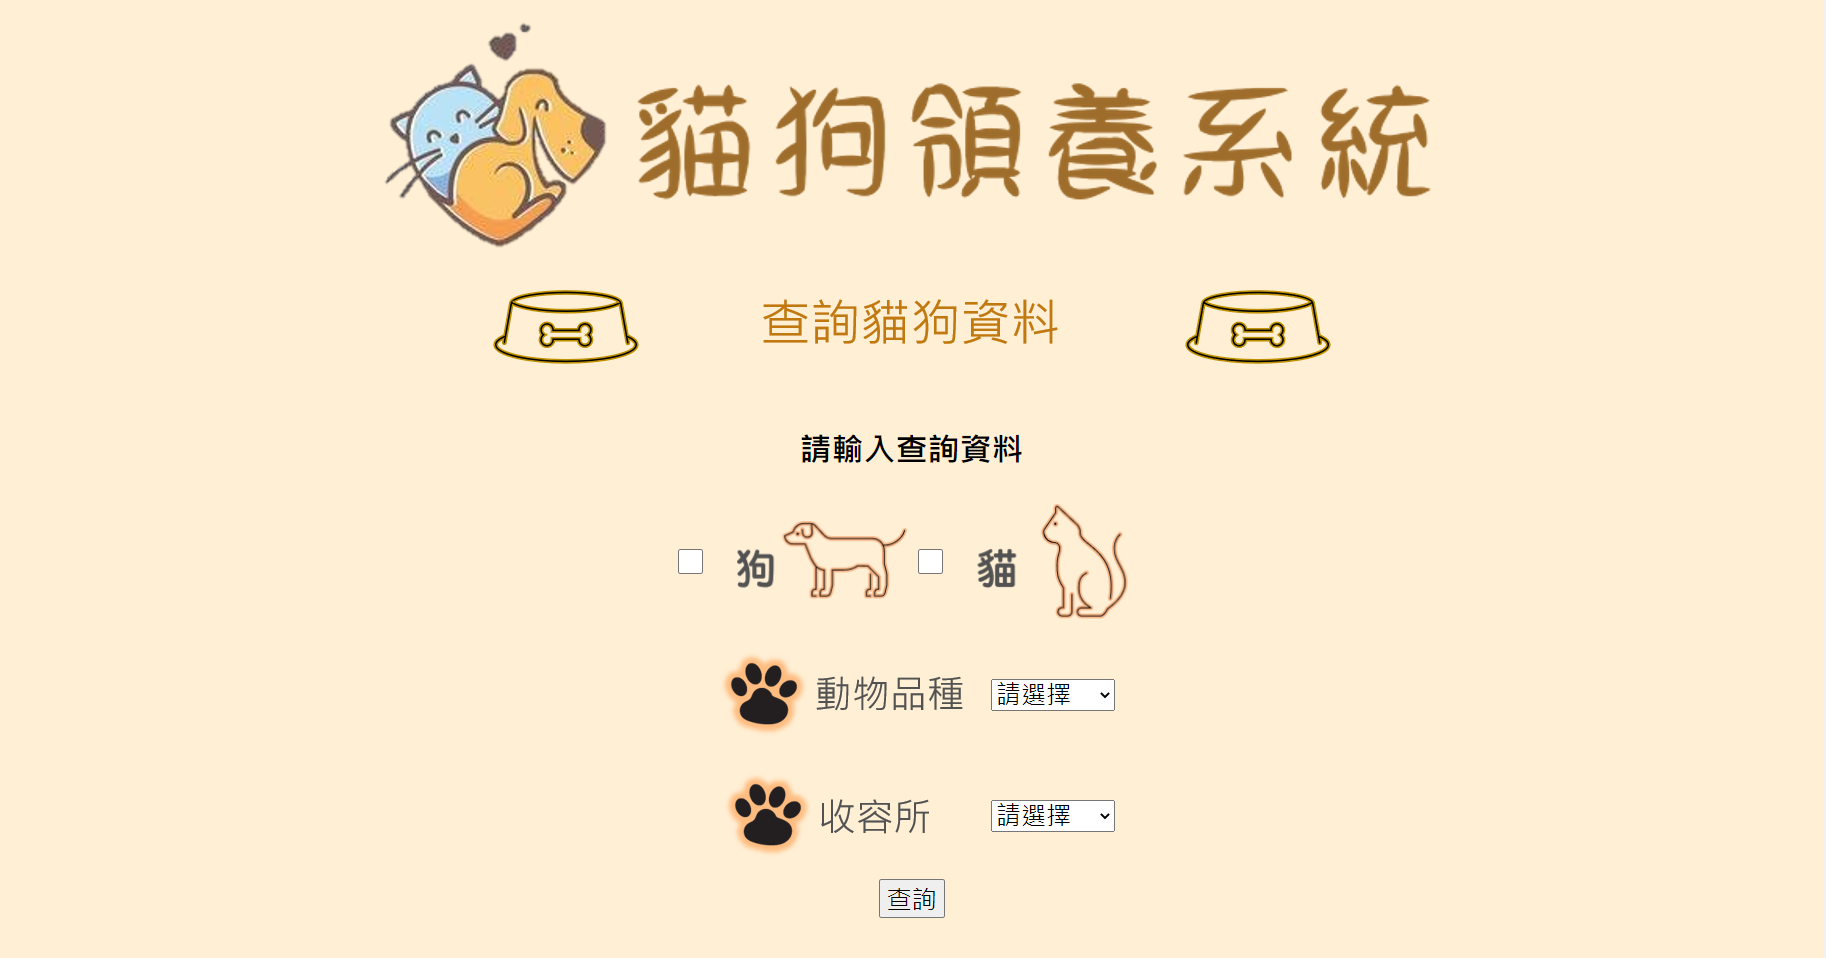 貓狗領養系統
查詢貓狗資料
請輸入查詢資料
狗 貓
動物品種 請選擇
收容所 請選擇
查詢